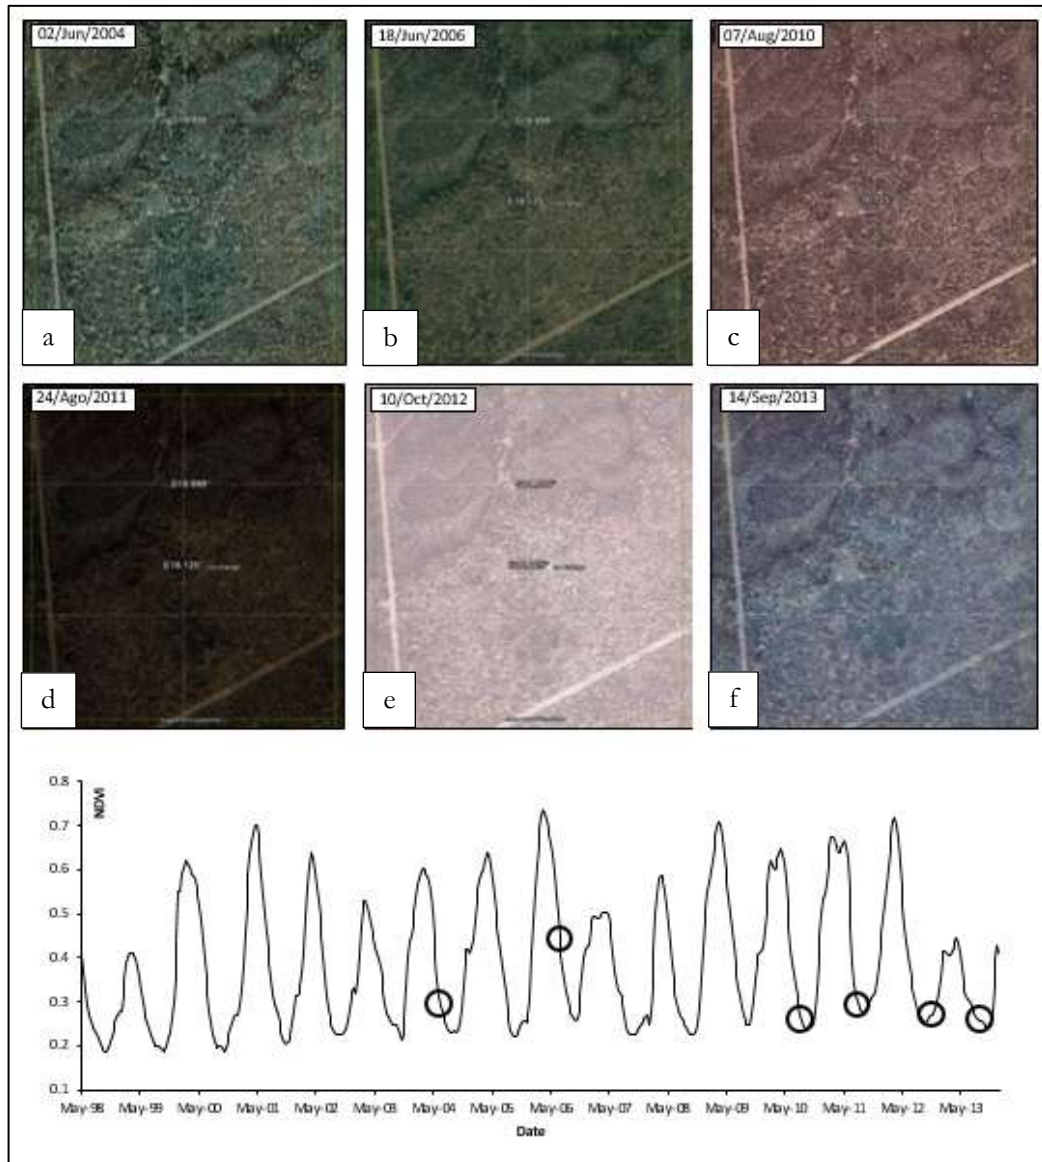 02/Jun/2004
18/Jun/2006
07/Aug/2010
a
b
c
24/Ago/2011
10/Oct/2012
14/Sep/2013
d
e
f
0.8
0.7
0.6
0.5
0.4
0.3
0.2
0.1
NDVI
May-98 May-99 May-00 May-01 May-02 May-03 May-04 May-05 May-06 May-07 May-08 May-09 May-10 May-11 May-12 May-13
Date